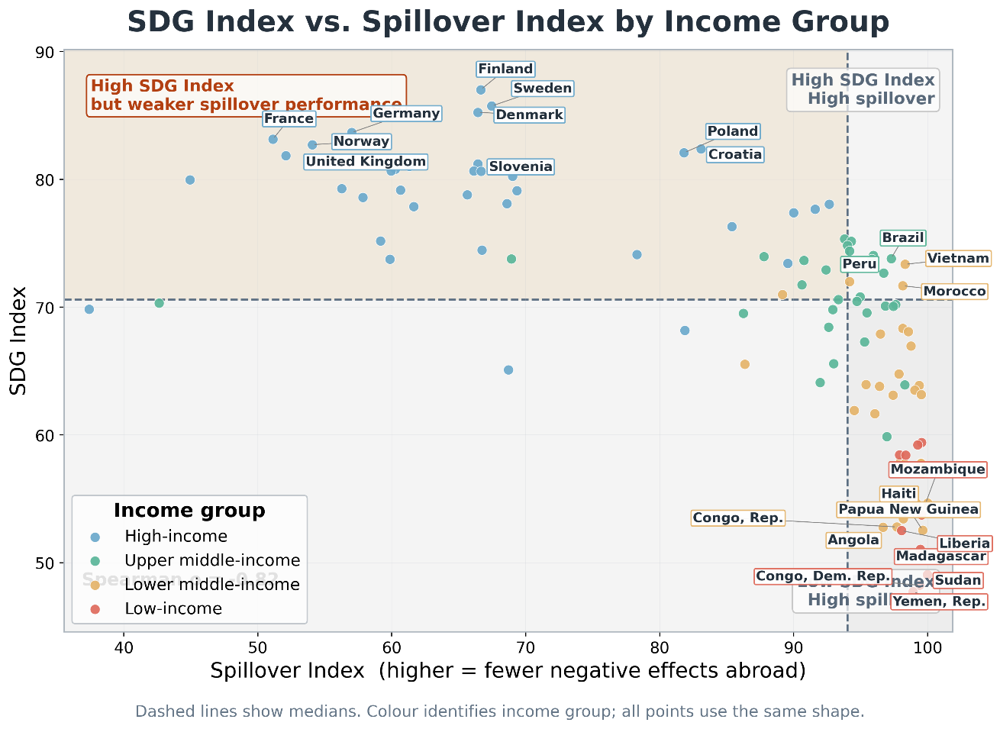 SDG Index vs. Spillover Index by Income Group
90
80
70
60
50
SDG Index
High SDG Index
but weaker spillover performance
High SDG Index
High spillover
Finland
Sweden
Denmark
France
Germany
Norway
United Kingdom
Slovenia
Poland
Croatia
Brazil
Peru
Vietnam
Morocco
Mozambique
Haiti
Papua New Guinea
Congo, Rep.
Angola
Liberia
Madagascar
Congo, Dem. Rep.
Sudan
Yemen, Rep.
SDG Index
High spill
Income group
High-income
Upper middle-income
Lower middle-income
Low-income
Spearman
40
50
60
70
80
90
100
Spillover Index (higher = fewer negative effects abroad)
Dashed lines show medians. Colour identifies income group; all points use the same shape.